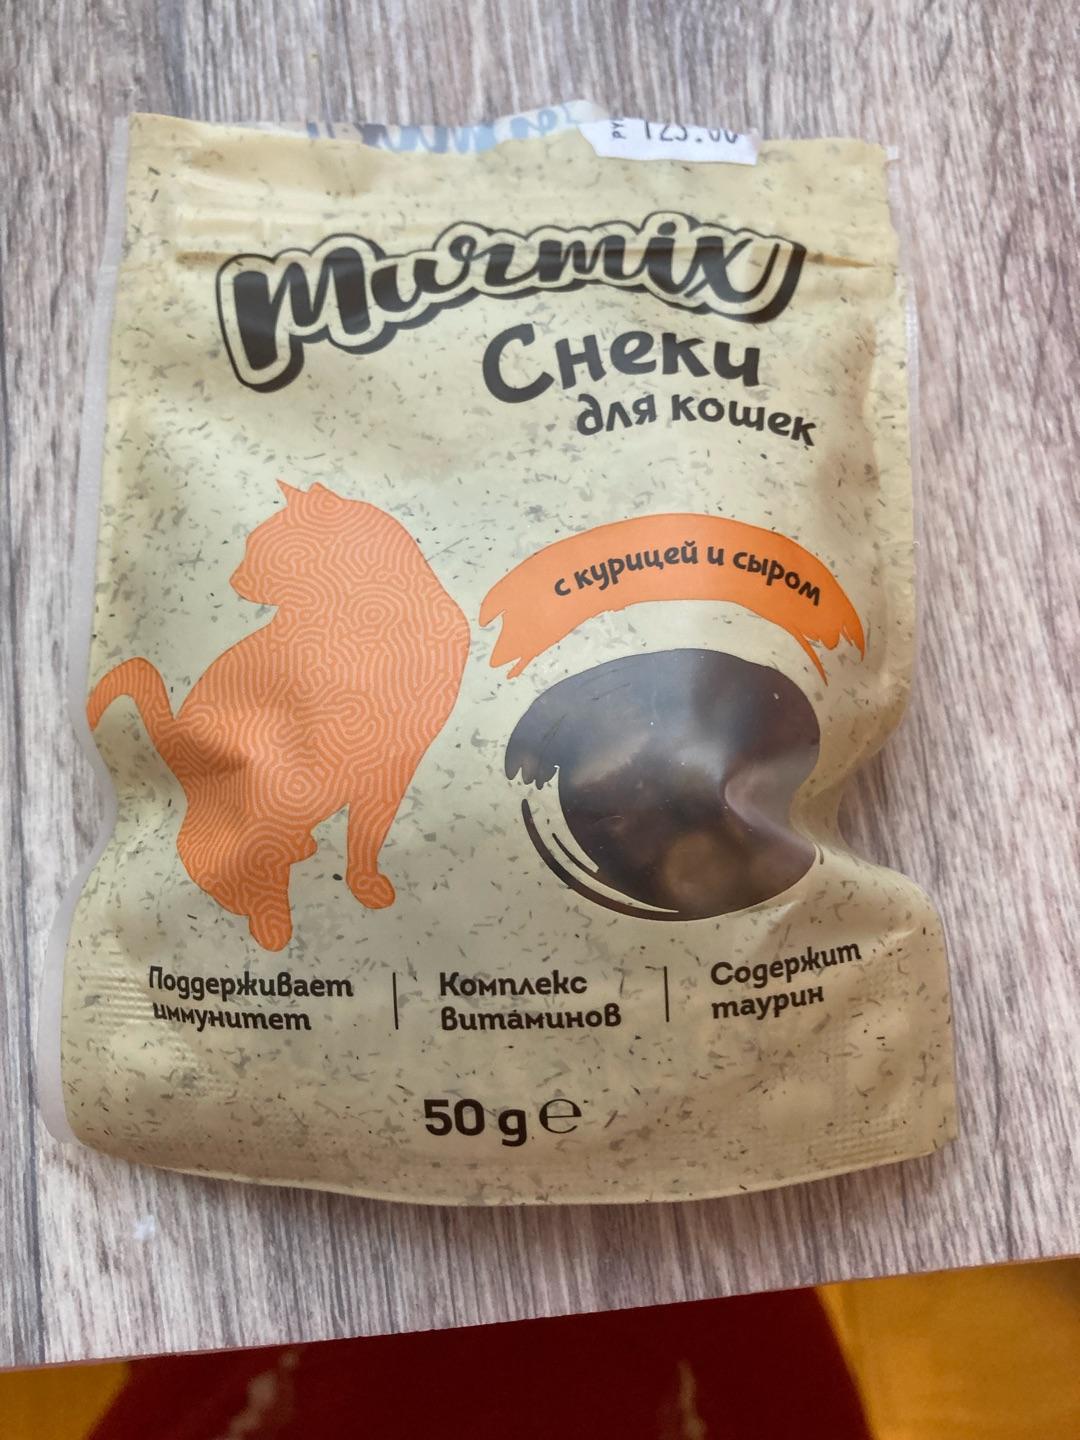 Murmix
Снеки
для кошек
с курицей и сыром
Поддерживает
иммунитет
Комплекс
витаминов
Содержит
таурин
50 g ℮